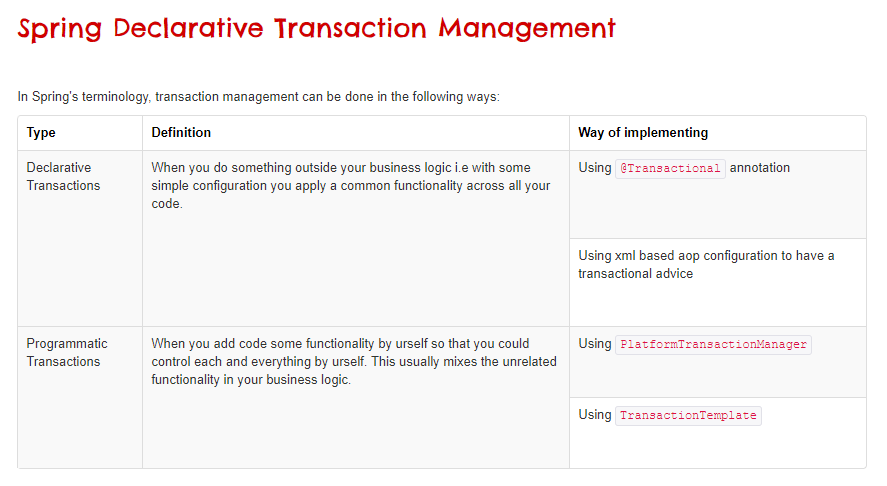 Spring Declarative Transaction Management
In Spring's terminology, transaction management can be done in the following ways:
Type
Definition
Way of implementing
Declarative
Transactions
When you do something outside your business logic i.e with some
simple configuration you apply a common functionality across all your
code.
Using @Transactional annotation
Using xml based aop configuration to have a
transactional advice
Programmatic
Transactions
When you add code some functionality by urself so that you could
control each and everything by urself. This usually mixes the unrelated
functionality in your business logic.
Using PlatformTransactionManager
Using TransactionTemplate